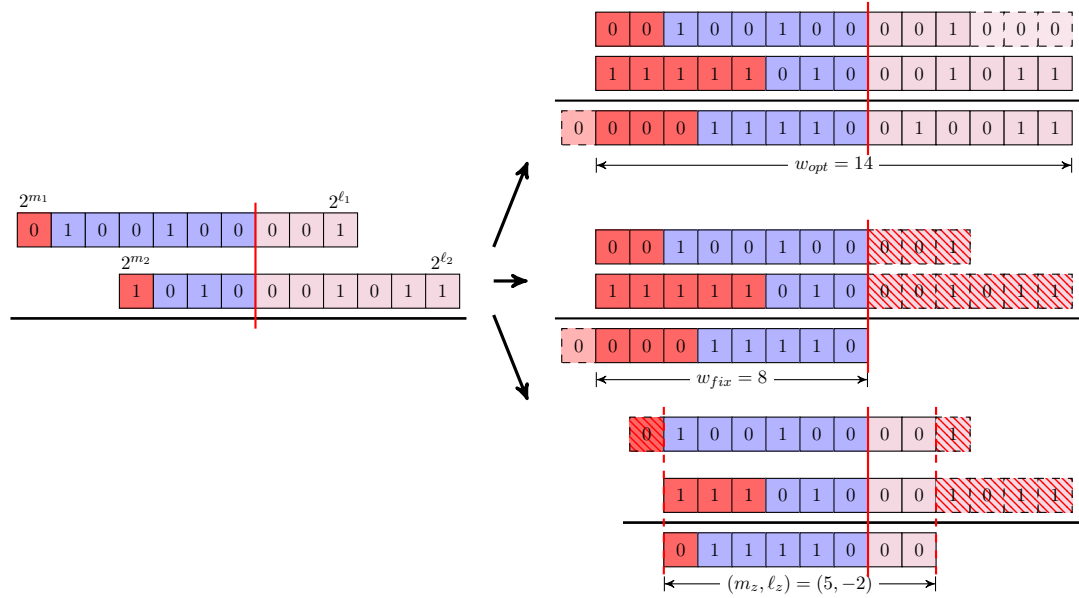 2^{m_1} 2^{ℓ_1}
0 1 0 0 1 0 0 0 0 1
2^{m_2} 2^{ℓ_2}
1 0 1 0 0 0 1 0 1 1
0 0 1 0 0 1 0 0 0 0 1 0 0 0
1 1 1 1 1 0 1 0 0 0 1 0 1 1
0 0 0 0 1 1 1 1 0 0 1 0 0 1 1
w_{opt} = 14
0 0 1 0 0 1 0 0 0 0 1
1 1 1 1 1 0 1 0 0 0 1 0 1 1
0 0 0 0 1 1 1 1 0
w_{fix} = 8
0 1 0 0 1 0 0 0 0 1
1 1 1 0 1 0 0 0 1 0 1 1
0 1 1 1 1 0 0 0
(m_z, ℓ_z) = (5, −2)